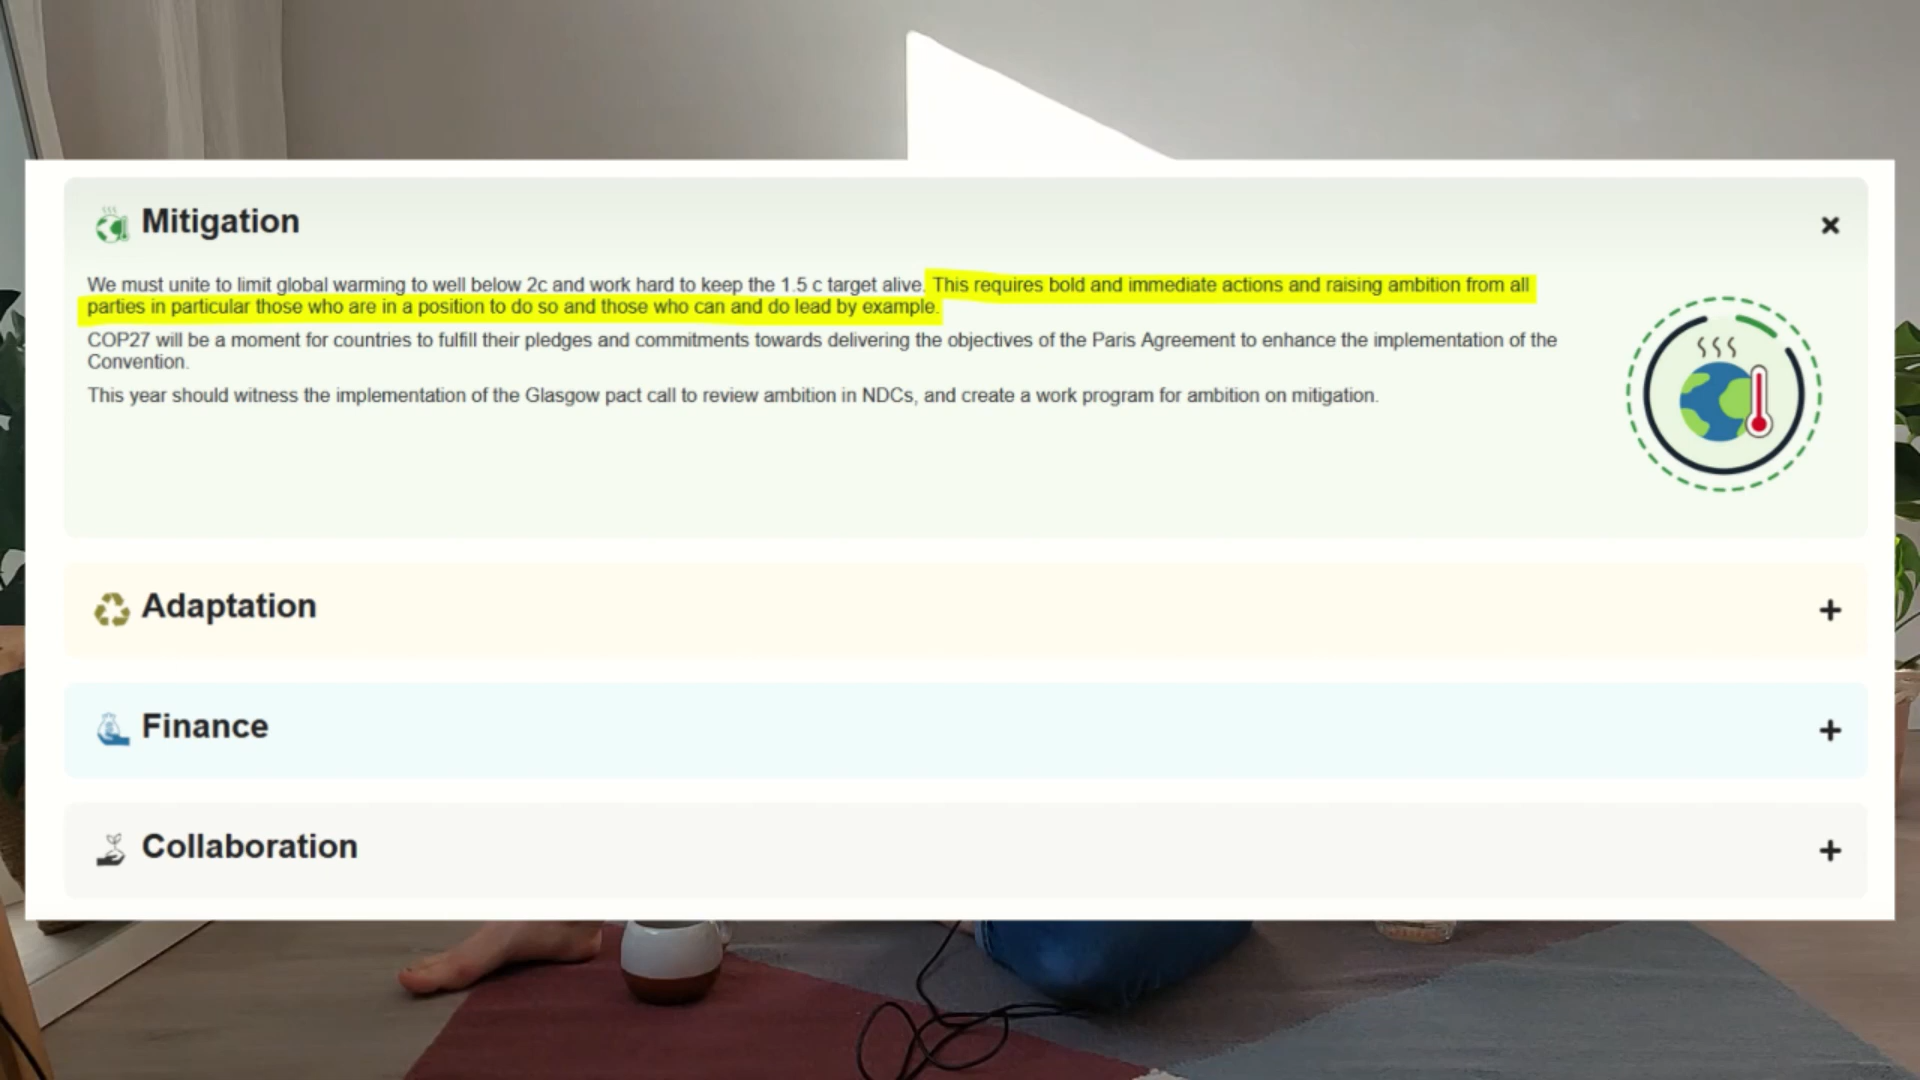 Mitigation
We must unite to limit global warming to well below 2c and work hard to keep the 1.5 c target alive. This requires bold and immediate actions and raising ambition from all
parties in particular those who are in a position to do so and those who can and do lead by example.
COP27 will be a moment for countries to fulfill their pledges and commitments towards delivering the objectives of the Paris Agreement to enhance the implementation of the
Convention.
This year should witness the implementation of the Glasgow pact call to review ambition in NDCs, and create a work program for ambition on mitigation.
Adaptation
Finance
Collaboration